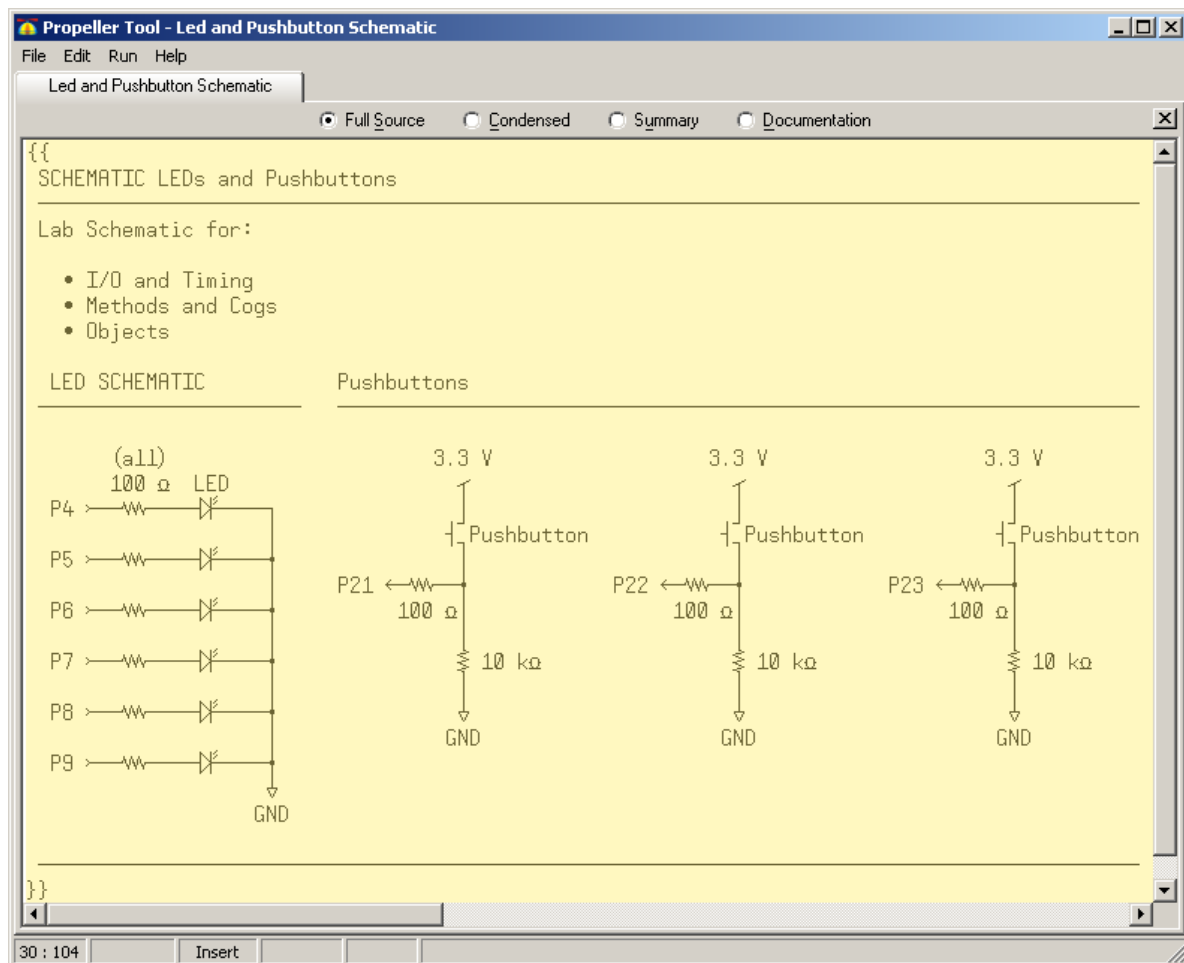 Propeller Tool - Led and Pushbutton Schematic
File Edit Run Help
Led and Pushbutton Schematic
Full Source Condensed Summary Documentation
{{
SCHEMATIC LEDs and Pushbuttons
Lab Schematic for:
• I/O and Timing
• Methods and Cogs
• Objects
LED SCHEMATIC Pushbuttons
(all) 3.3 V 3.3 V 3.3 V
100 Ω LED
P4
Pushbutton Pushbutton Pushbutton
P5
P21 P22 P23
P6 100 Ω 100 Ω 100 Ω
P7 10 kΩ 10 kΩ 10 kΩ
P8
GND GND GND
P9
GND
}}
30 : 104 Insert